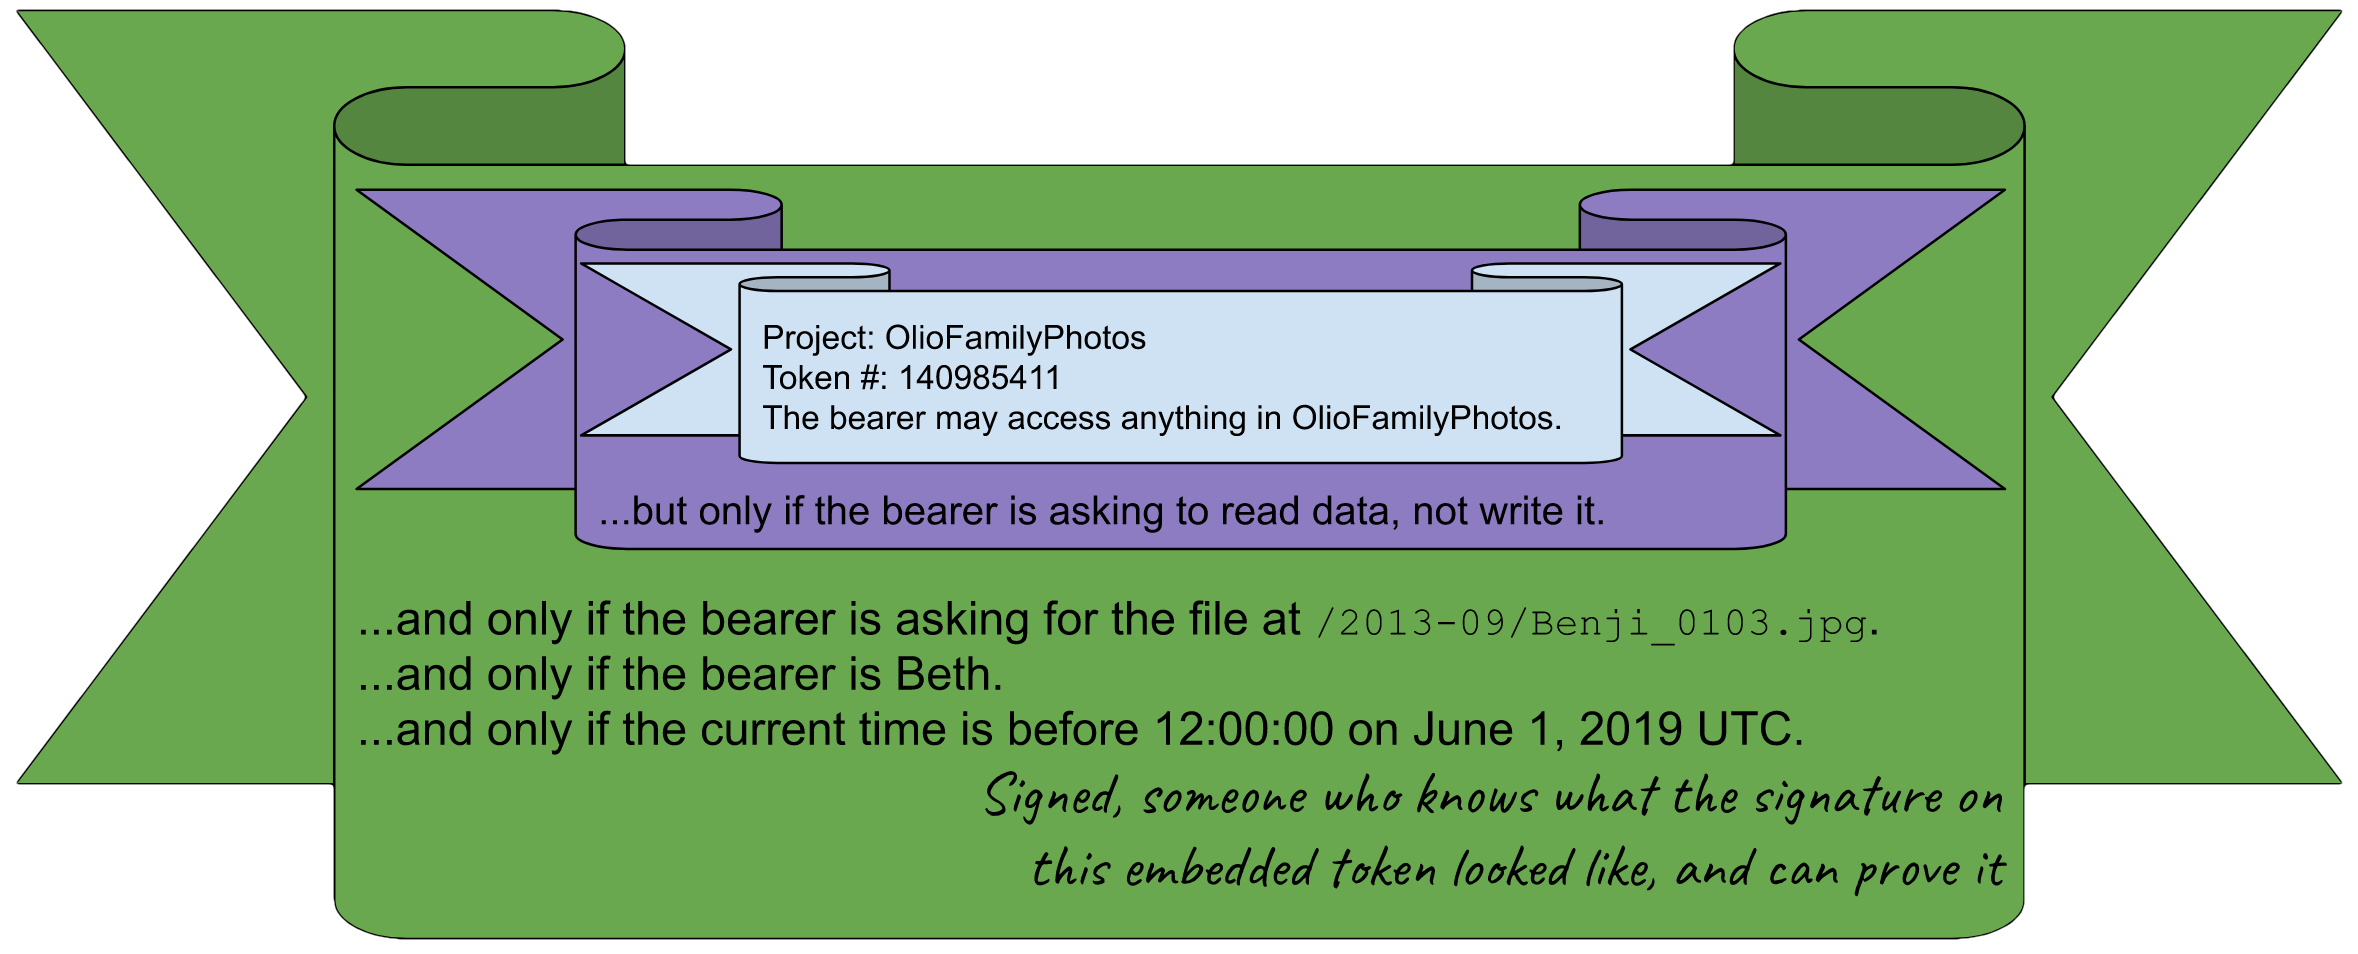 Project: OlioFamilyPhotos
Token #: 140985411
The bearer may access anything in OlioFamilyPhotos.
...but only if the bearer is asking to read data, not write it.
...and only if the bearer is asking for the file at /2013-09/Benji_0103.jpg.
...and only if the bearer is Beth.
...and only if the current time is before 12:00:00 on June 1, 2019 UTC.
Signed, someone who knows what the signature on
this embedded token looked like, and can prove it